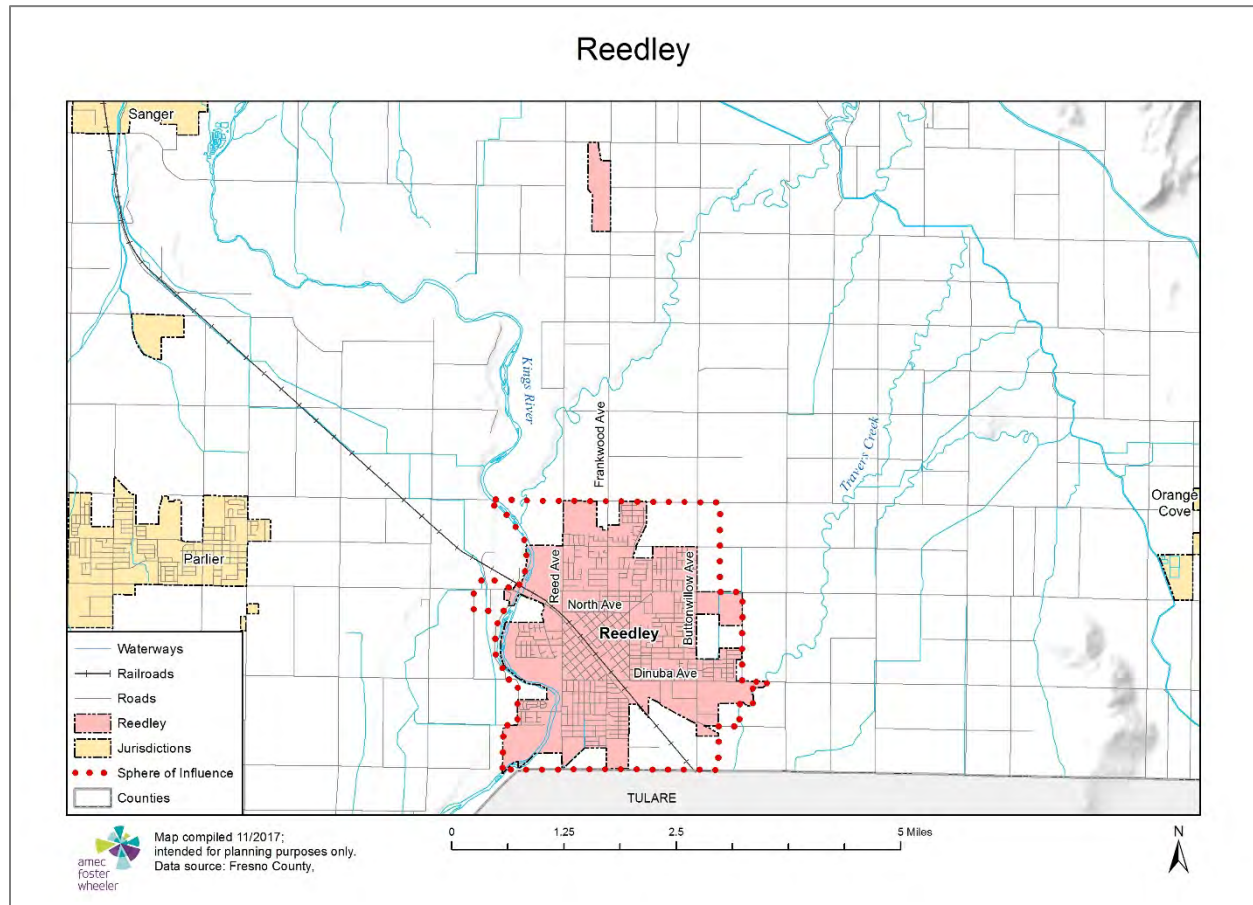 Reedley
Sanger
Kings River
Frankwood Ave
Travers Creek
Orange
Cove
Parlier
Reed Ave
North Ave
Buttonwillow Ave
Reedley
Dinuba Ave
Waterways
Railroads
Roads
Reedley
Jurisdictions
Sphere of Influence
Counties
TULARE
amec
foster
wheeler
Map compiled 11/2017;
intended for planning purposes only.
Data source: Fresno County,
0 1.25 2.5 5 Miles
N